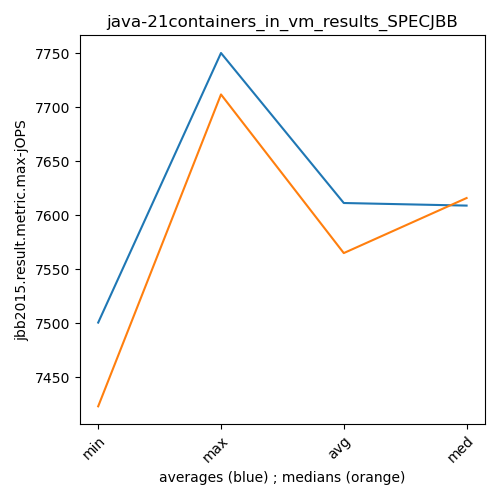 java-21containers_in_vm_results_SPECJBB
jbb2015.result.metric.max-jOPS
7750
7700
7650
7600
7550
7500
7450
min
max
avg
med
averages (blue) ; medians (orange)